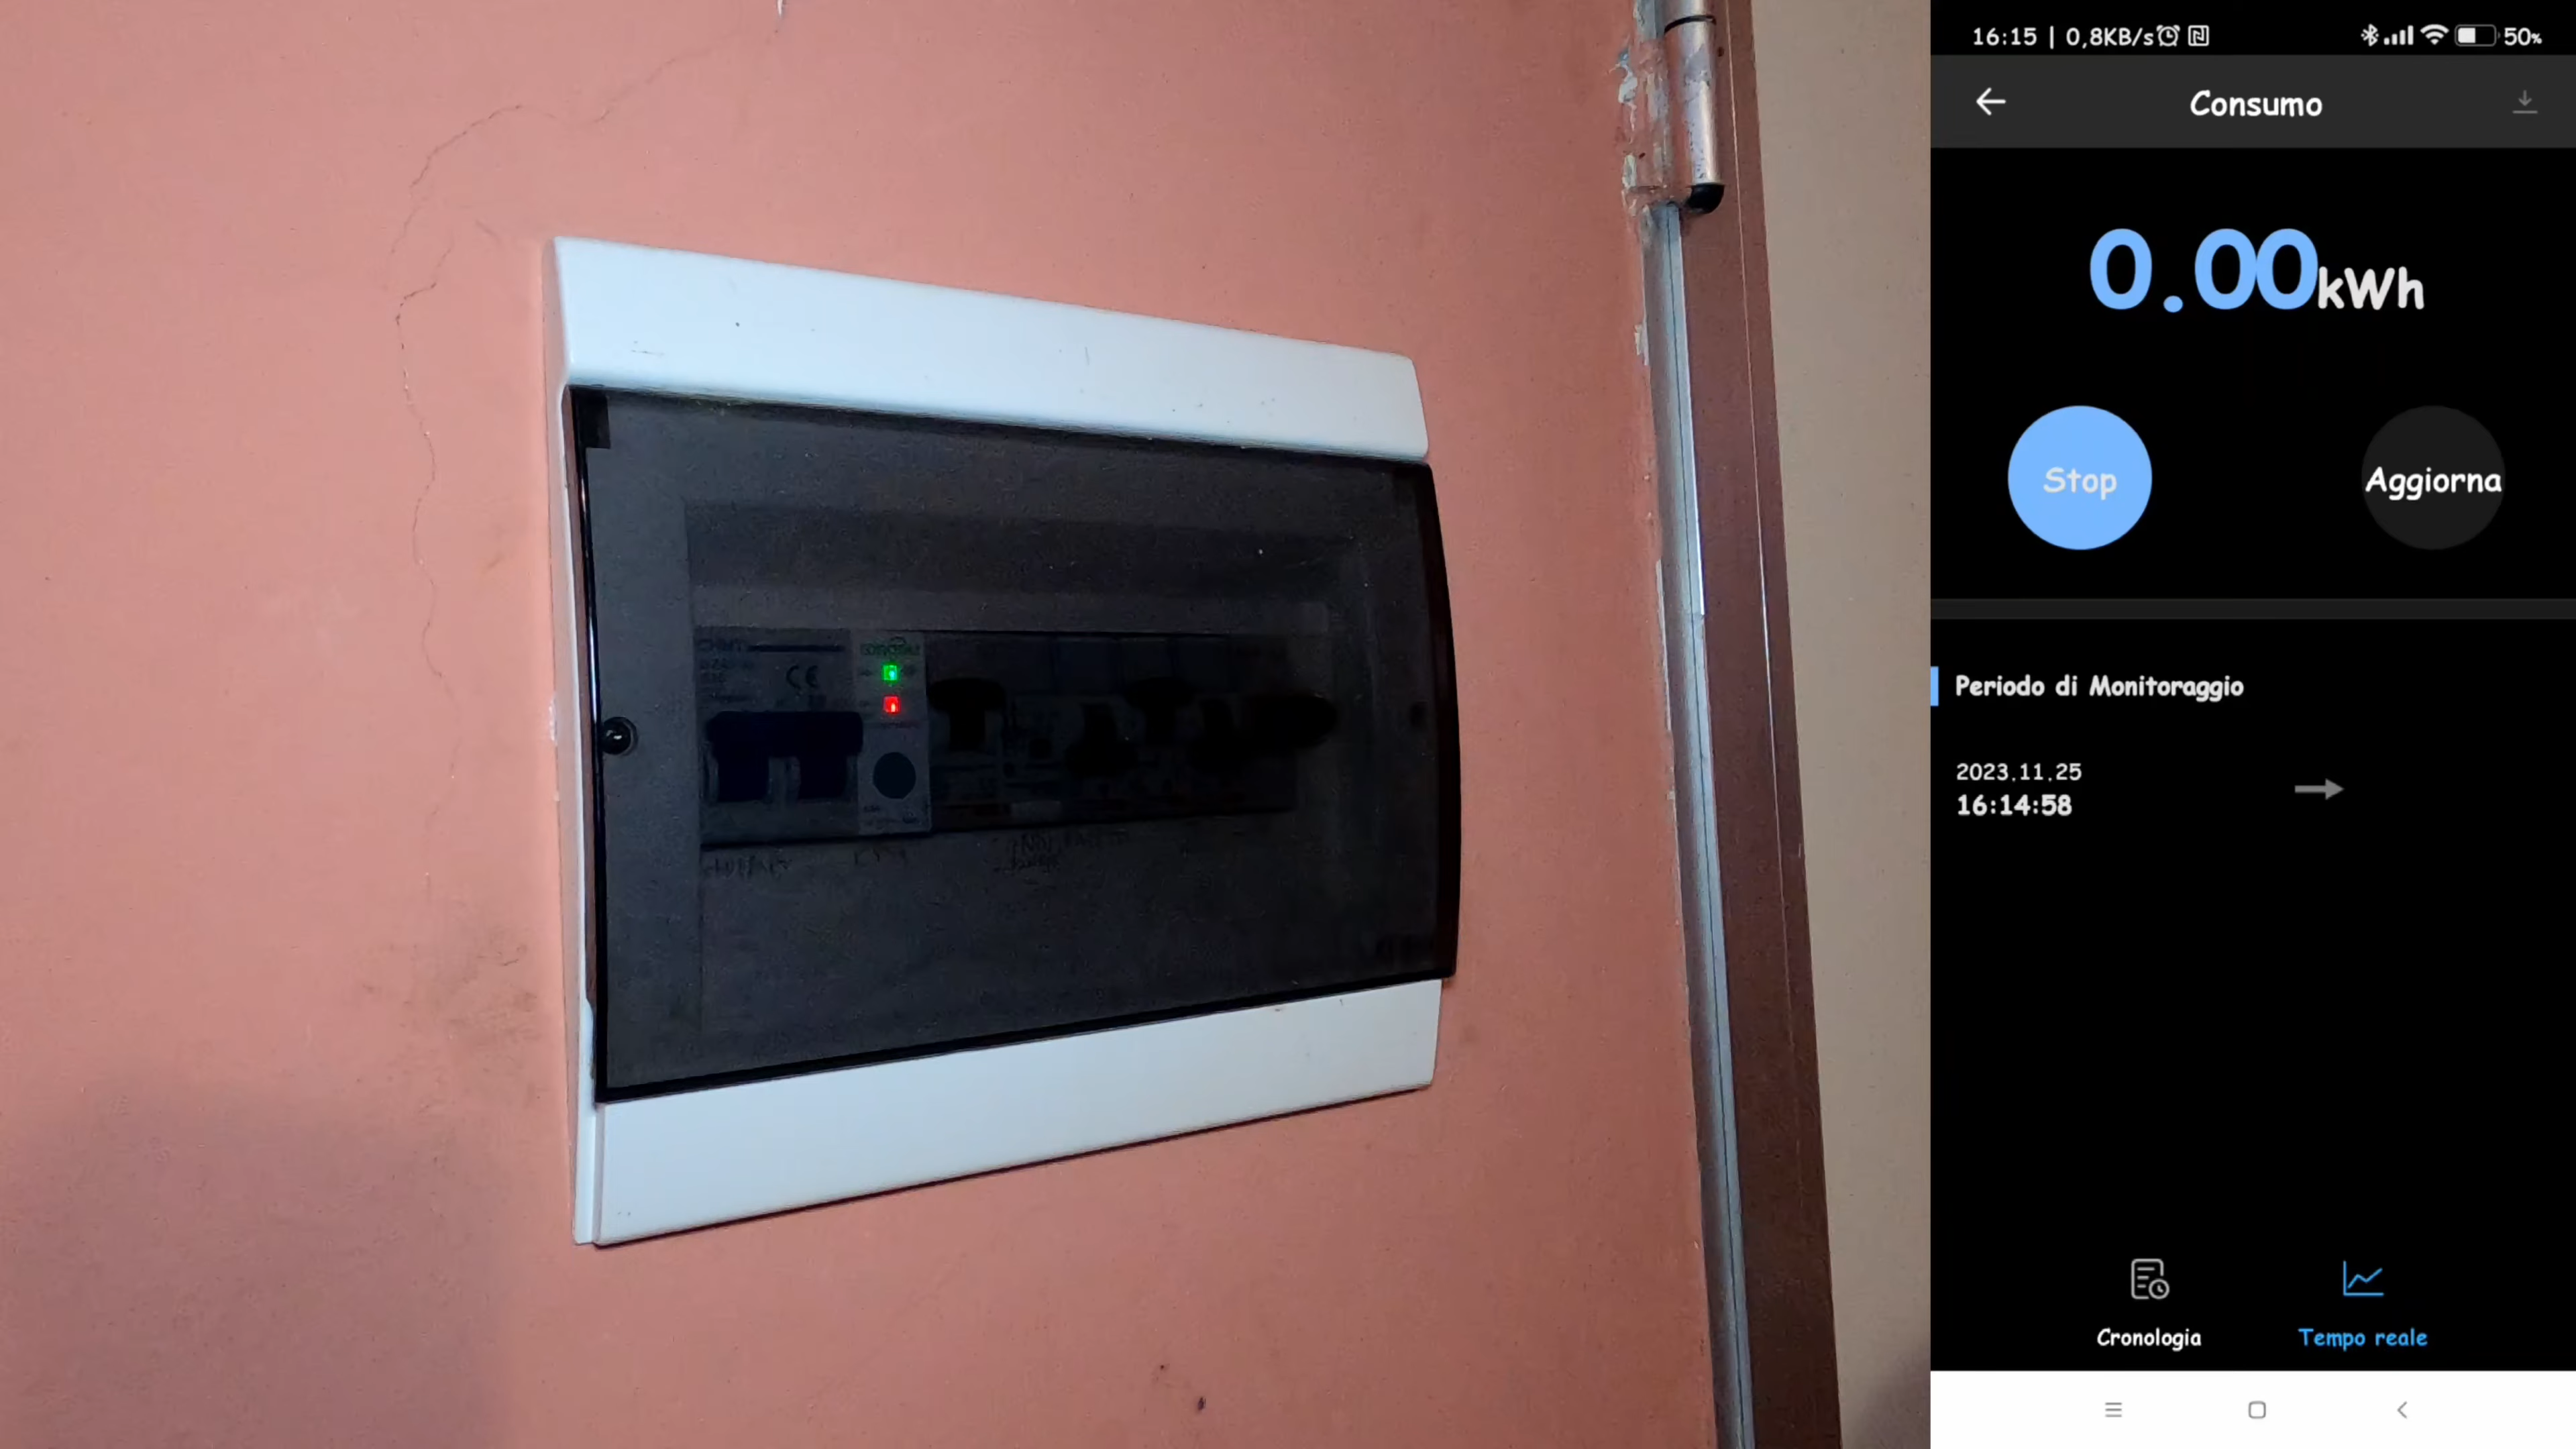 CHINT
CE
16:15 | 0,8KB/s
50%
Consumo
0.00kWh
Stop
Aggiorna
Periodo di Monitoraggio
2023.11.25
16:14:58
Cronologia
Tempo reale